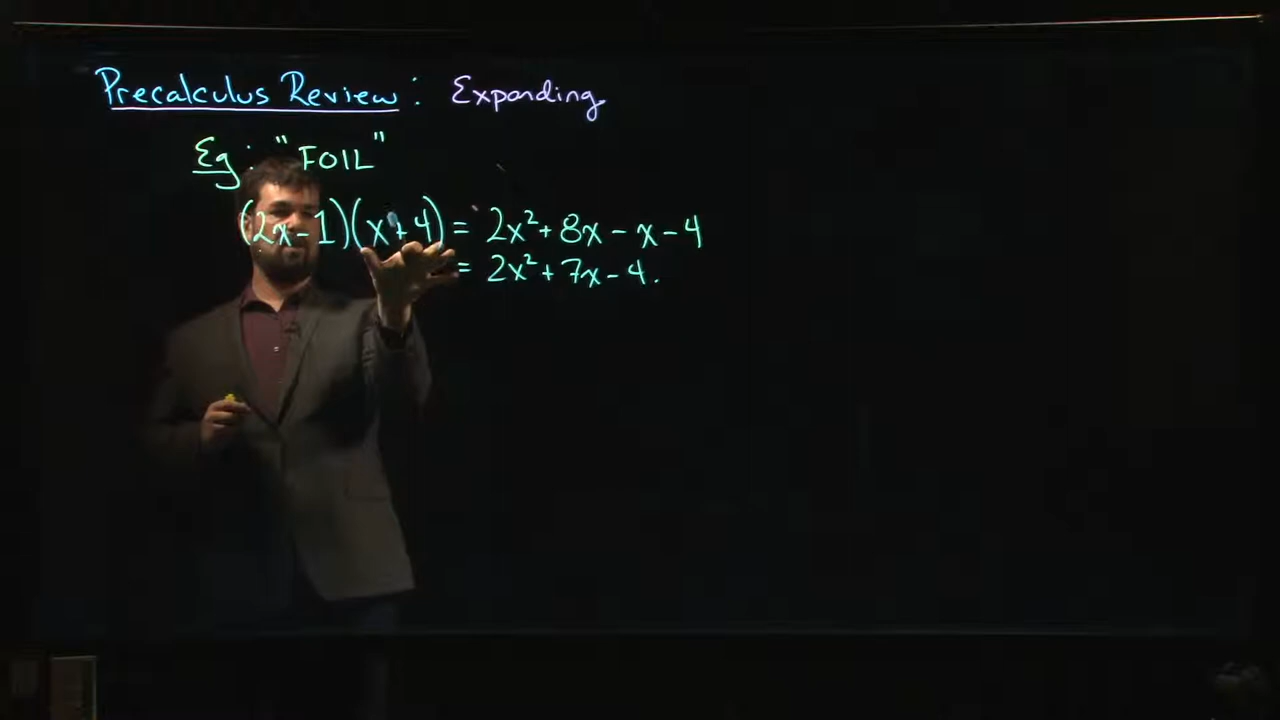 Precalculus Review: Expanding
Eg: "FOIL"
(2x-1)(x+4) = 2x²+8x-x-4
= 2x²+7x-4.